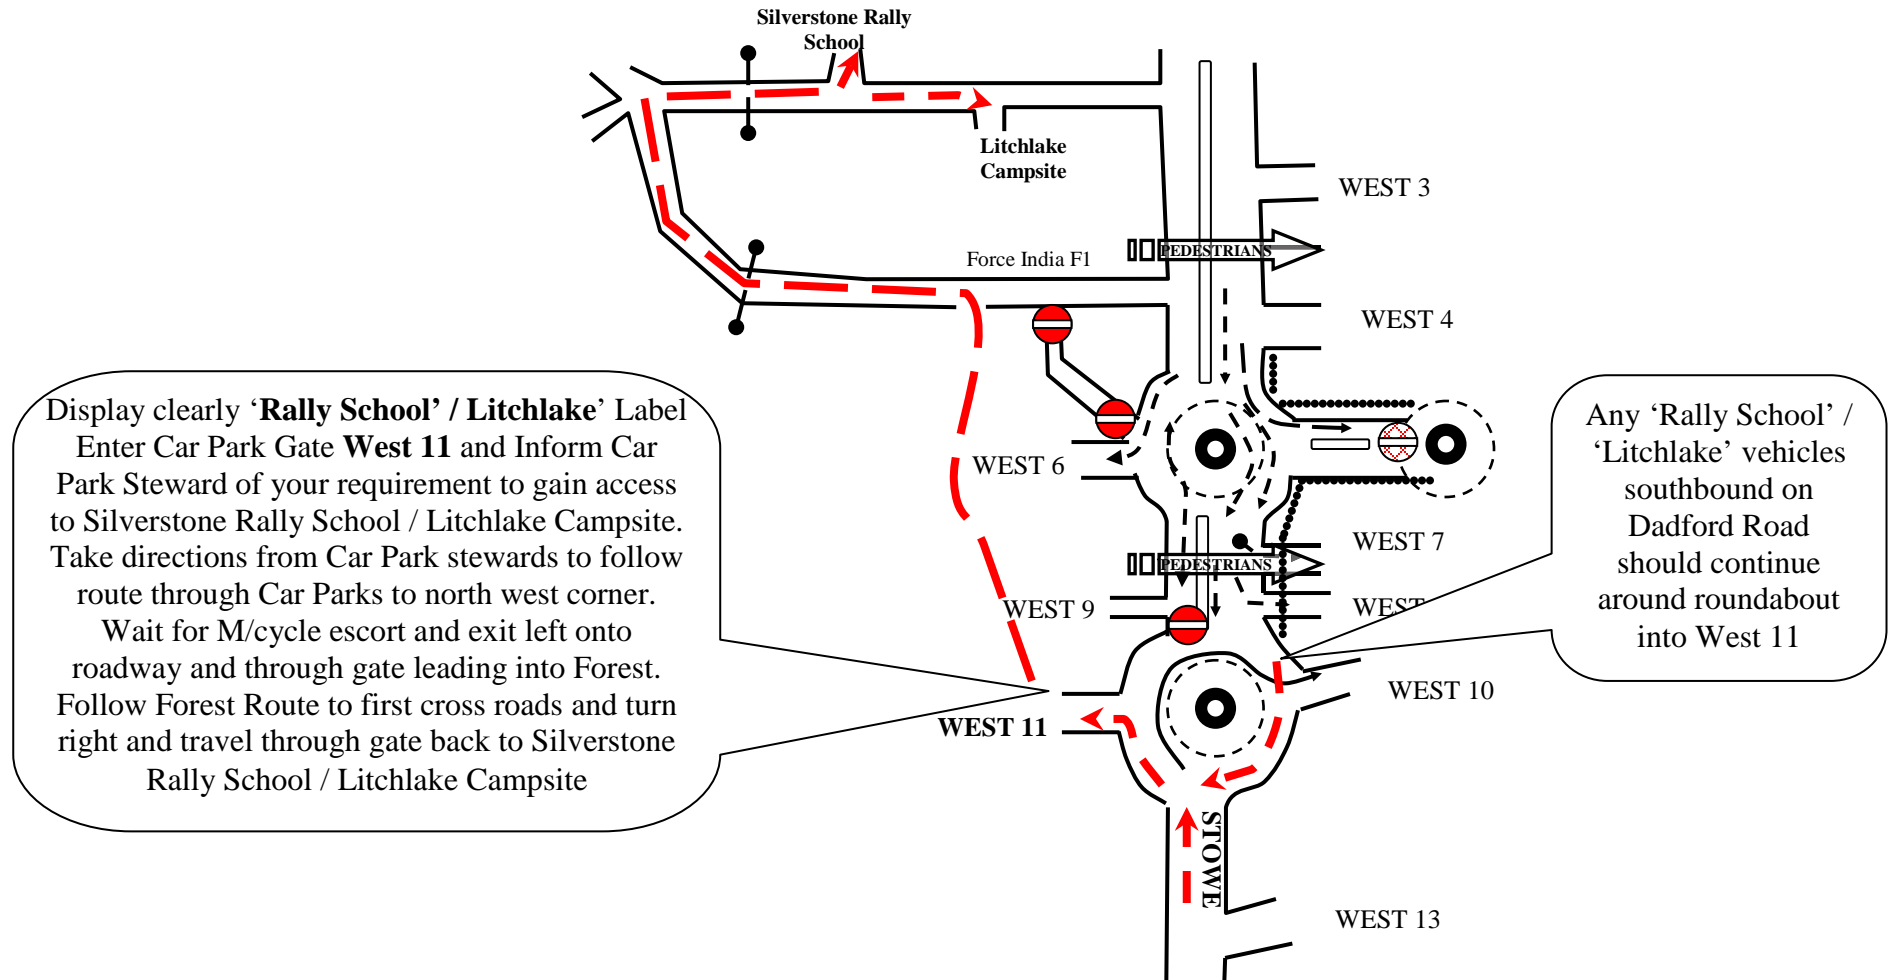 Silverstone Rally
School
Litchlake
Campsite
WEST 3
PEDESTRIANS
Force India F1
WEST 4
Display clearly ‘Rally School’ / Litchlake’ Label
Enter Car Park Gate West 11 and Inform Car
Park Steward of your requirement to gain access
to Silverstone Rally School / Litchlake Campsite.
Take directions from Car Park stewards to follow
route through Car Parks to north west corner.
Wait for M/cycle escort and exit left onto
roadway and through gate leading into Forest.
Follow Forest Route to first cross roads and turn
right and travel through gate back to Silverstone
Rally School / Litchlake Campsite
Any ‘Rally School’ /
‘Litchlake’ vehicles
southbound on
Dadford Road
should continue
around roundabout
into West 11
WEST 6
WEST 7
PEDESTRIANS
WEST 9
WEST
WEST 10
WEST 11
STOWE
WEST 13